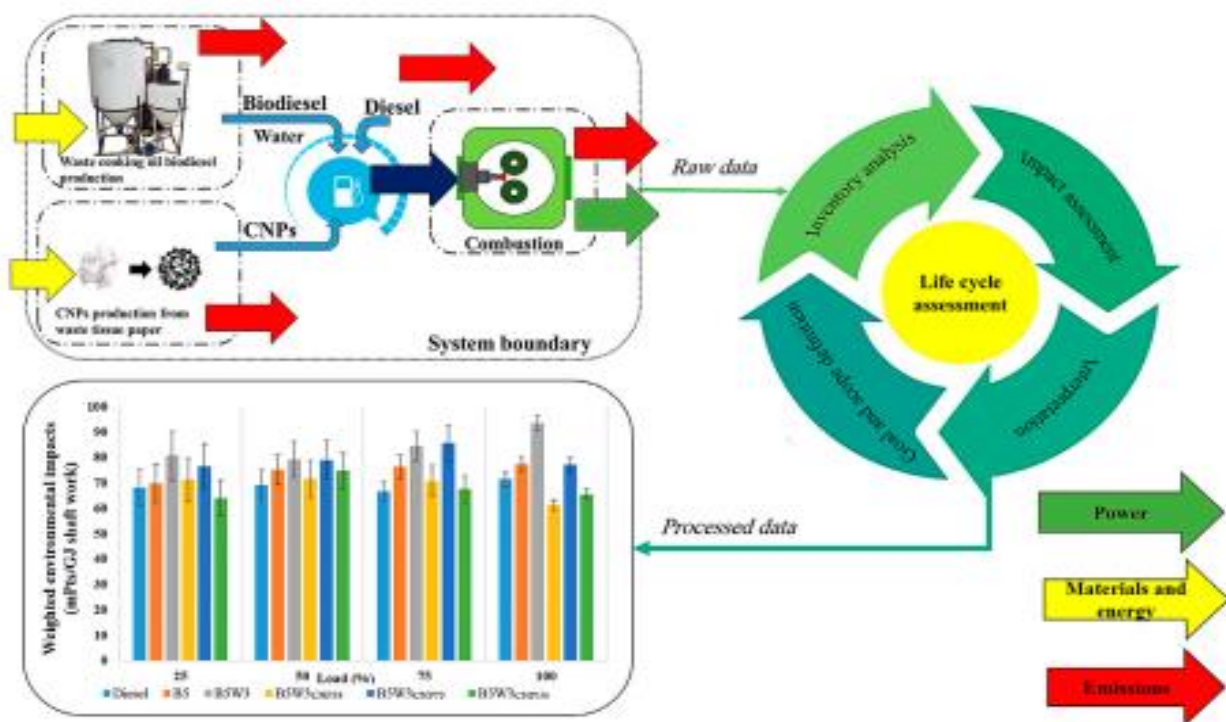 Biodiesel
Diesel
Water
Waste cooking oil biodiesel
production
CNPs
CNPs production from
waste tissue paper
Combustion
System boundary
Raw data
Inventory analysis
Impact assessment
Interpretation
Goal and scope definition
Life cycle
assessment
Processed data
Power
Materials and
energy
Emissions
Weighted environmental impacts
(mPts/GJ shaft work)
100
90
80
70
60
50
40
30
20
10
0
25
50
75
100
Load (%)
Diesel
B5
B5W3